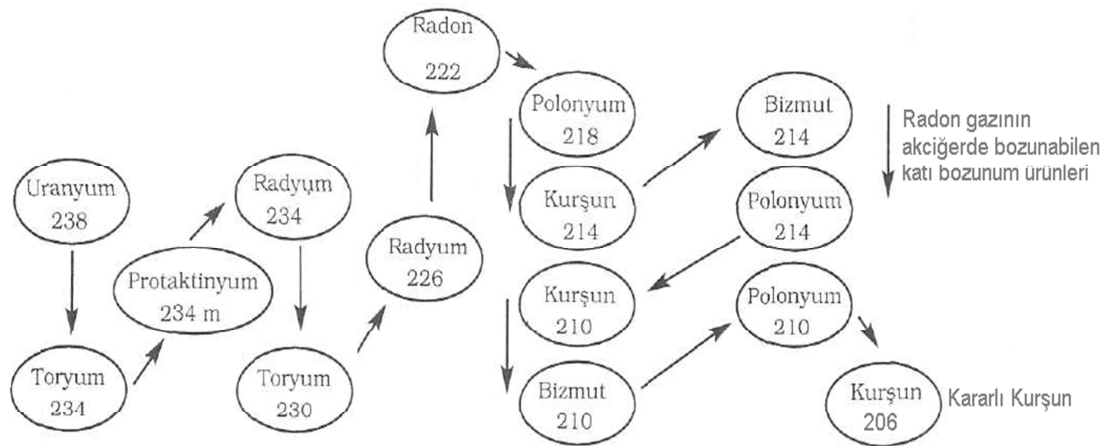 Uranyum
238
Toryum
234
Protaktinyum
234 m
Radyum
234
Toryum
230
Radyum
226
Radon
222
Polonyum
218
Kurşun
214
Bizmut
214
Polonyum
214
Kurşun
210
Bizmut
210
Polonyum
210
Kurşun
206
Kararlı Kurşun
Radon gazının
akciğerde bozunabilen
katı bozunum ürünleri